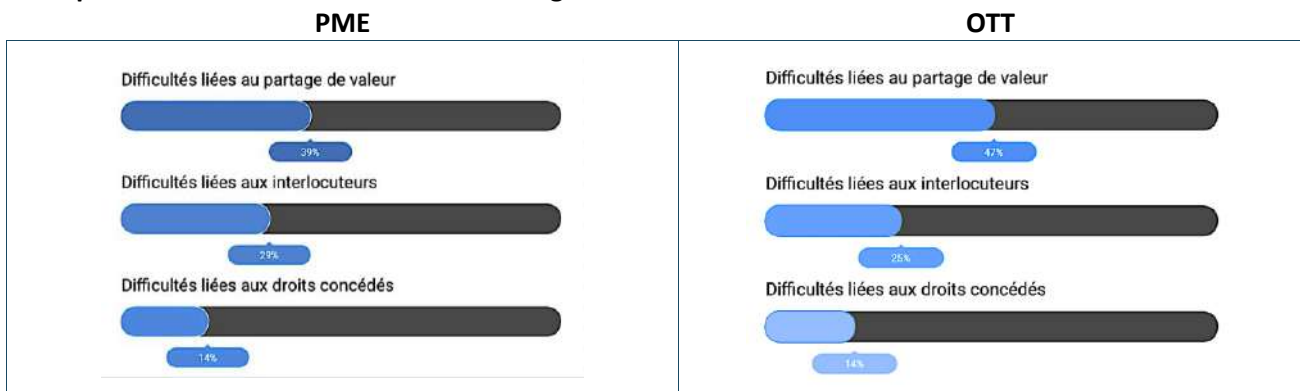 PME
OTT
Difficultés liées au partage de valeur
39%
Difficultés liées aux interlocuteurs
29%
Difficultés liées aux droits concédés
14%
Difficultés liées au partage de valeur
47%
Difficultés liées aux interlocuteurs
25%
Difficultés liées aux droits concédés
14%